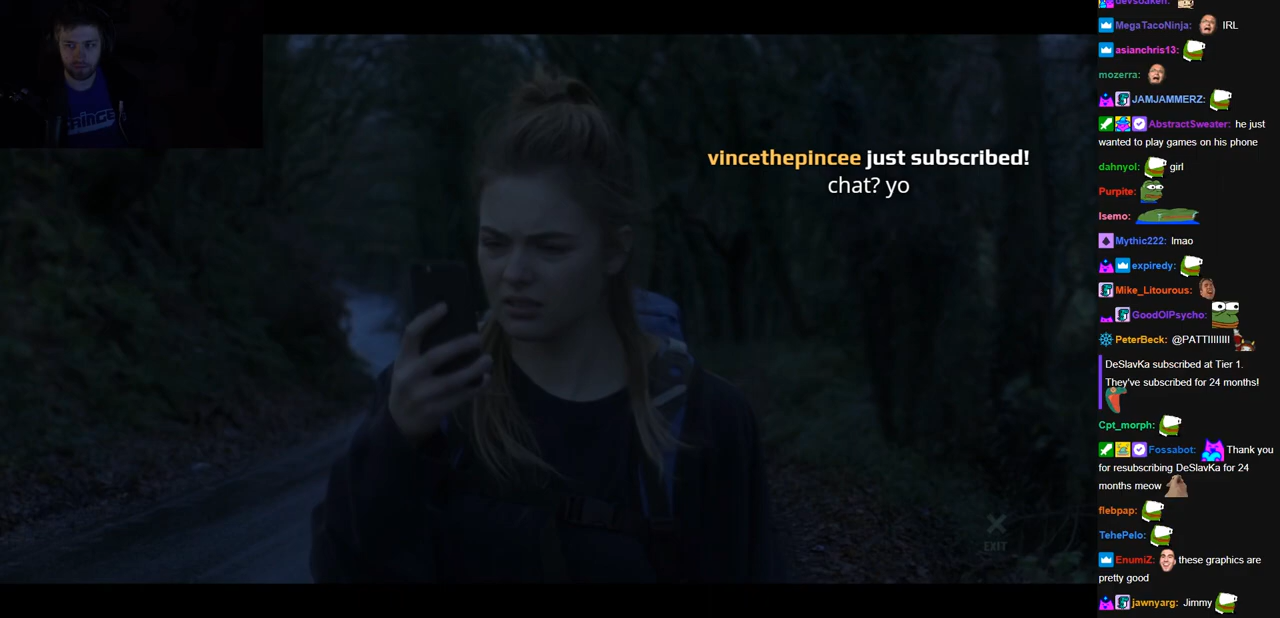 MegaTacoNinja: IRL
asianchris13:
mozerra:
JAMJAMMERZ:
AbstractSweater: he just
wanted to play games on his phone
dahnyol: girl
Purpite:
vincethepincee just subscribed!
chat? yo
Isemo:
Mythic222: lmao
expiredy:
Mike_Litourous:
GoodOlPsycho:
PeterBeck: @PATTIIIIIIII
DeSlavKa subscribed at Tier 1.
They've subscribed for 24 months!
Cpt_morph:
Fossabot: Thank you
for resubscribing DeSlavKa for 24
months meow
flebpap:
TehePelo:
EXIT
EnumiZ: these graphics are
pretty good
jawnyarg: Jimmy